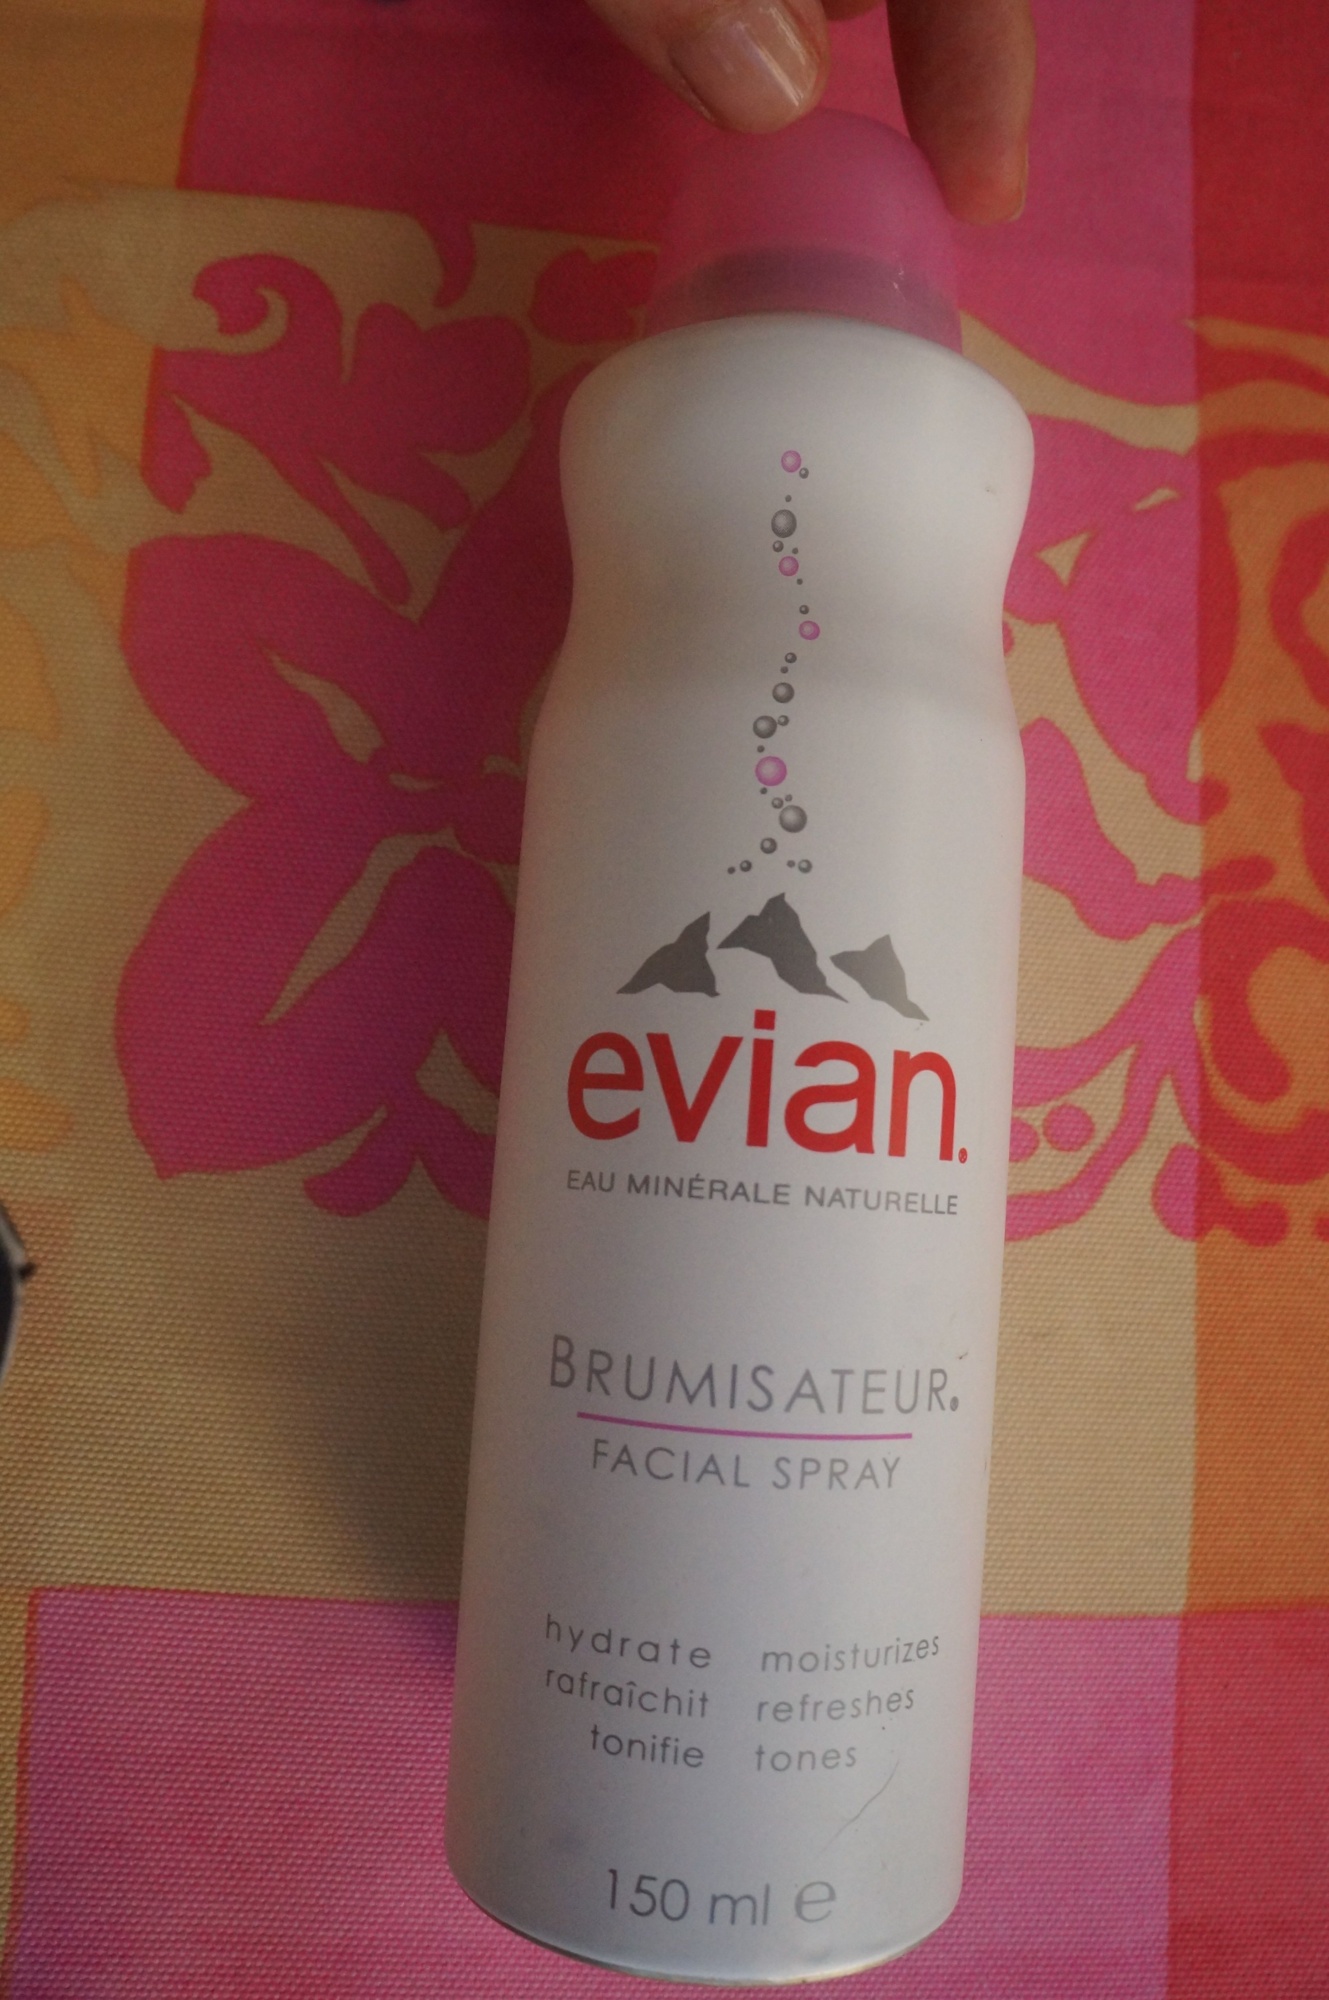 evian.®
EAU MINÉRALE NATURELLE
BRUMISATEUR®
FACIAL SPRAY
hydrate moisturizes
rafraîchit refreshes
tonifie tones
150 ml ℮